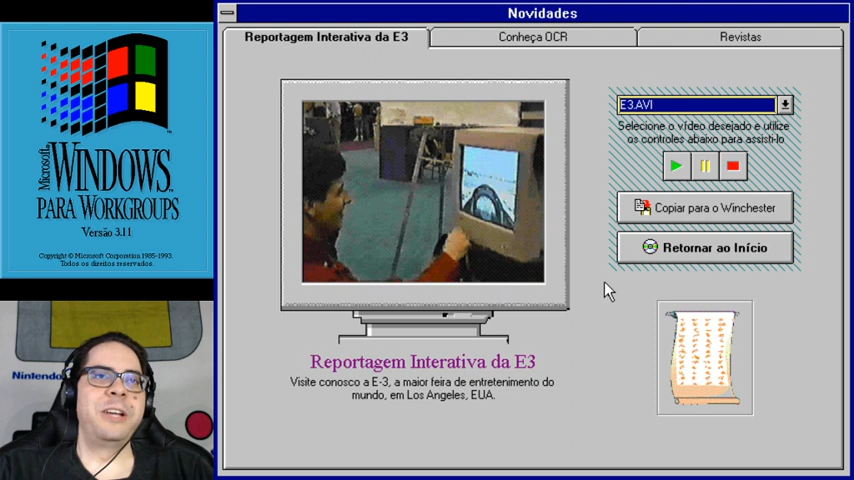 Microsoft®
WINDOWS™
PARA WORKGROUPS
Versão 3.11
Copyright © Microsoft Corporation 1985-1993.
Todos os direitos reservados.
Nintendo
Novidades
Reportagem Interativa da E3
Conheça OCR
Revistas
E3.AVI
Selecione o vídeo desejado e utilize
os controles abaixo para assisti-lo
Copiar para o Winchester
Retornar ao Início
Reportagem Interativa da E3
Visite conosco a E-3, a maior feira de entretenimento do
mundo, em Los Angeles, EUA.